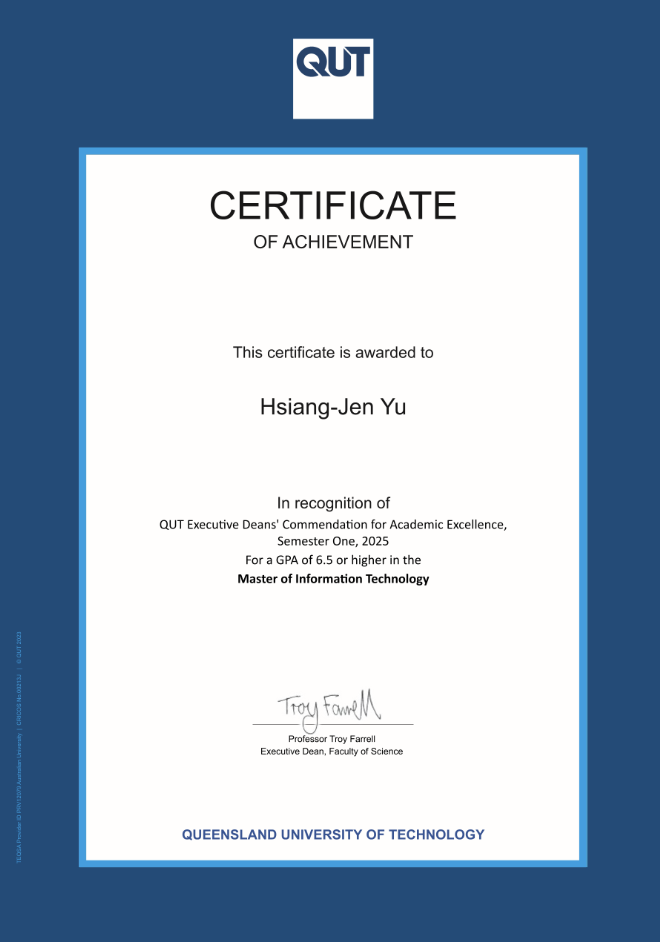 QUT
CERTIFICATE
OF ACHIEVEMENT
This certificate is awarded to
Hsiang-Jen Yu
In recognition of
QUT Executive Deans' Commendation for Academic Excellence,
Semester One, 2025
For a GPA of 6.5 or higher in the
Master of Information Technology
Troy Farrell
Professor Troy Farrell
Executive Dean, Faculty of Science
QUEENSLAND UNIVERSITY OF TECHNOLOGY
TEQSA Provider ID PRV12079 Australian University | CRICOS No.00213J | © QUT 2023